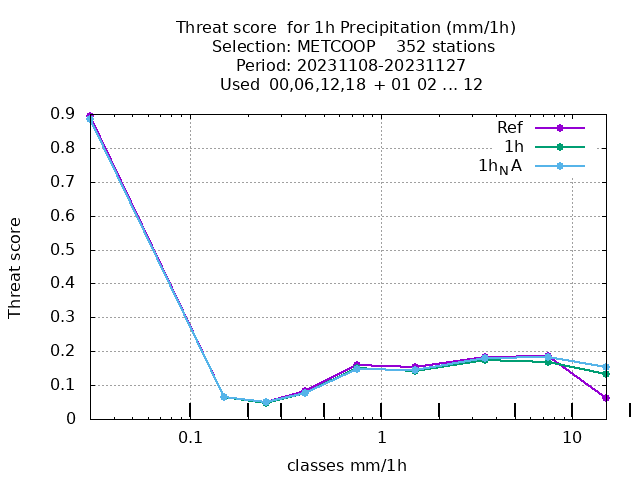 Threat score  for 1h Precipitation (mm/1h)
Selection: METCOOP    352 stations
Period: 20231108-20231127
Used  00,06,12,18  + 01 02 ... 12
Ref
1h
1h_NA
0.9
0.8
0.7
0.6
0.5
0.4
0.3
0.2
0.1
0
Threat score
0.1
1
10
classes mm/1h